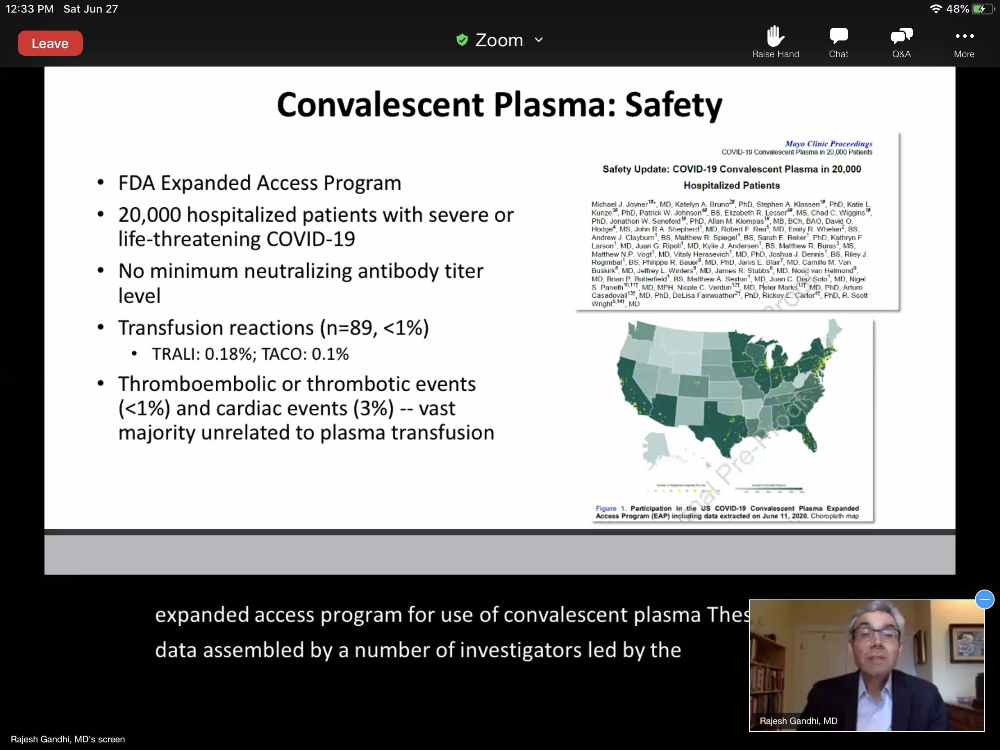 12:33 PM Sat Jun 27
48%
Leave
Zoom
Raise Hand
Chat
Q&A
More
Convalescent Plasma: Safety
• FDA Expanded Access Program
• 20,000 hospitalized patients with severe or
life-threatening COVID-19
• No minimum neutralizing antibody titer
level
• Transfusion reactions (n=89, <1%)
• TRALI: 0.18%; TACO: 0.1%
• Thromboembolic or thrombotic events
(<1%) and cardiac events (3%) -- vast
majority unrelated to plasma transfusion
Mayo Clinic Proceedings
COVID-19 Convalescent Plasma in 20,000 Patients
Safety Update: COVID-19 Convalescent Plasma in 20,000
Hospitalized Patients
Michael J. Joyner1#*, MD, Katelyn A. Bruno2#, PhD, Stephen A. Klassen1#, PhD, Katie L.
Kunze3#, PhD, Patrick W. Johnson4#, BS, Elizabeth R. Lesser4#, MS, Chad C. Wiggins1#,
PhD, Jonathon W. Senefeld1#, PhD, Allan M. Klompas1#, MB, BCh, BAO, David O.
Hodge4, MS, John R.A. Shepherd1, MD, Robert F. Rea5, MD, Emily R. Whelan2, BS,
Andrew J. Clayburn1, BS, Matthew R. Spiegel4, BS, Sarah E. Baker1, PhD, Kathryn F
Larson1, MD, Juan G. Ripoll1, MD, Kylie J. Andersen1, BS, Matthew R. Buras3, MS,
Matthew N.P. Vogt1, MD, Vitaly Herasevich1, MD, PhD, Joshua J. Dennis1, BS, Riley J.
Regimbal1, BS, Philippe R. Bauer6, MD, PhD, Janis E. Blair7, MD, Camille M. Van
Buskirk8, MD, Jeffrey L. Winters8, MD, James R. Stubbs8, MD, Noud van Helmond9,
MD, Brian P. Butterfield1, BS, Matthew A. Sexton1, MD, Juan C. Diaz Soto1, MD, Nigel
S. Paneth10,11†, MD, MPH, Nicole C. Verdun12†, MD, Peter Marks12†, MD, PhD, Arturo
Casadevall13†, MD, PhD, DeLisa Fairweather2†, PhD, Rickey E. Carter4†, PhD, R. Scott
Wright5,14†, MD
Proof
nal Pre-Proof
Figure 1. Participation in the US COVID-19 Convalescent Plasma Expanded
Access Program (EAP) including data extracted on June 11, 2020. Choropleth map
expanded access program for use of convalescent plasma Thes
data assembled by a number of investigators led by the
Rajesh Gandhi, MD
Rajesh Gandhi, MD's screen